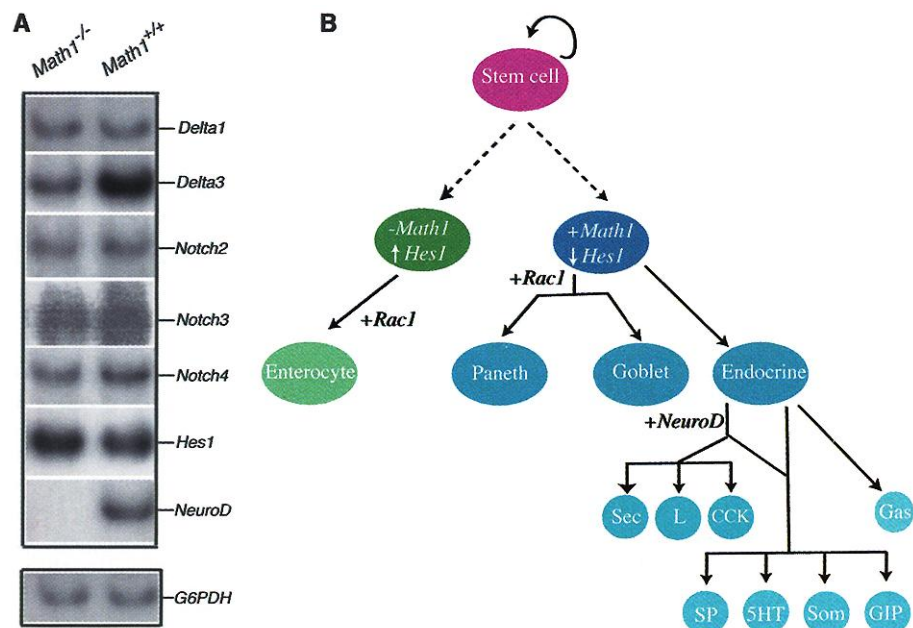 A
Math1-/-
Math1+/+
Delta1
Delta3
Notch2
Notch3
Notch4
Hes1
NeuroD
G6PDH
B
Stem cell
-Math1
↑ Hes1
+Math1
↓ Hes1
+Rac1
+Rac1
Enterocyte
Paneth
Goblet
Endocrine
+NeuroD
Sec
L
CCK
Gas
SP
5HT
Som
GIP